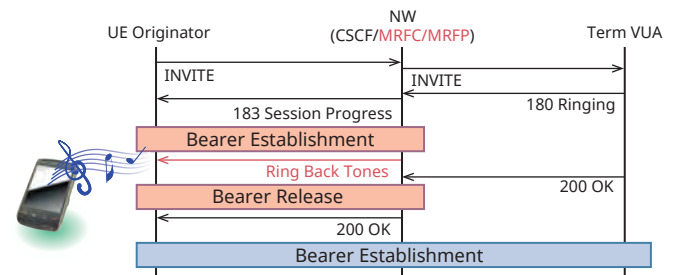 UE Originator
NW
(CSCF/MRFC/MRFP)
Term VUA
INVITE
INVITE
180 Ringing
183 Session Progress
Bearer Establishment
Ring Back Tones
200 OK
Bearer Release
200 OK
Bearer Establishment